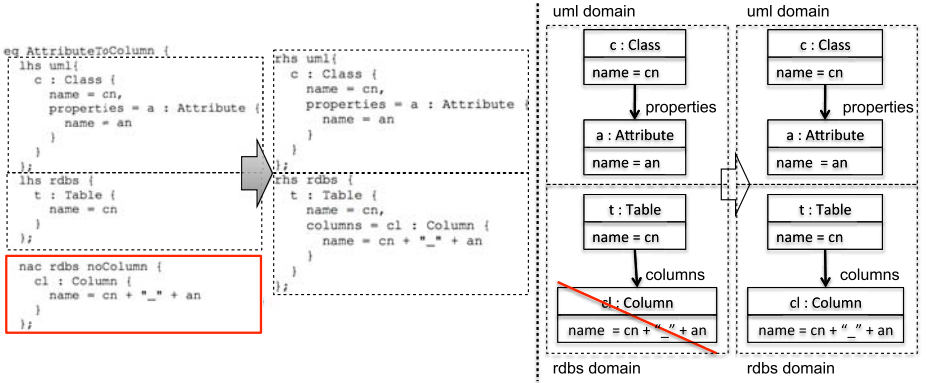 eq AttributeToColumn {
lhs uml{
c : Class {
name = cn,
properties = a : Attribute {
name = an
}
}
};
lhs rdbs {
t : Table {
name = cn
}
};
nac rdbs noColumn {
cl : Column {
name = cn + "_" + an
}
};
rhs uml{
c : Class {
name = cn,
properties = a : Attribute {
name = an
}
}
};
rhs rdbs {
t : Table {
name = cn,
columns = cl : Column {
name = cn + "_" + an
}
}
};
uml domain
c : Class
name = cn
properties
a : Attribute
name = an
t : Table
name = cn
columns
cl : Column
name = cn + “_” + an
rdbs domain
uml domain
c : Class
name = cn
properties
a : Attribute
name = an
t : Table
name = cn
columns
cl : Column
name = cn + “_” + an
rdbs domain